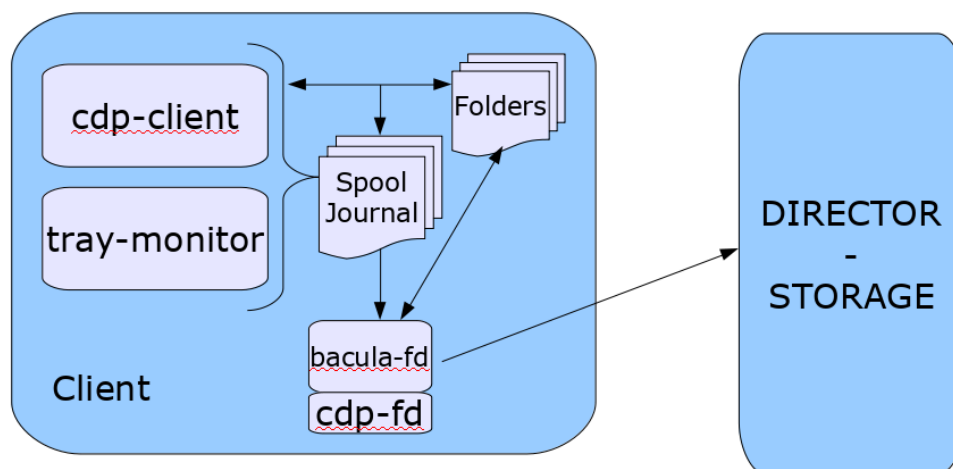 cdp-client
Folders
Spool
Journal
tray-monitor
DIRECTOR
-
STORAGE
bacula-fd
Client
cdp-fd